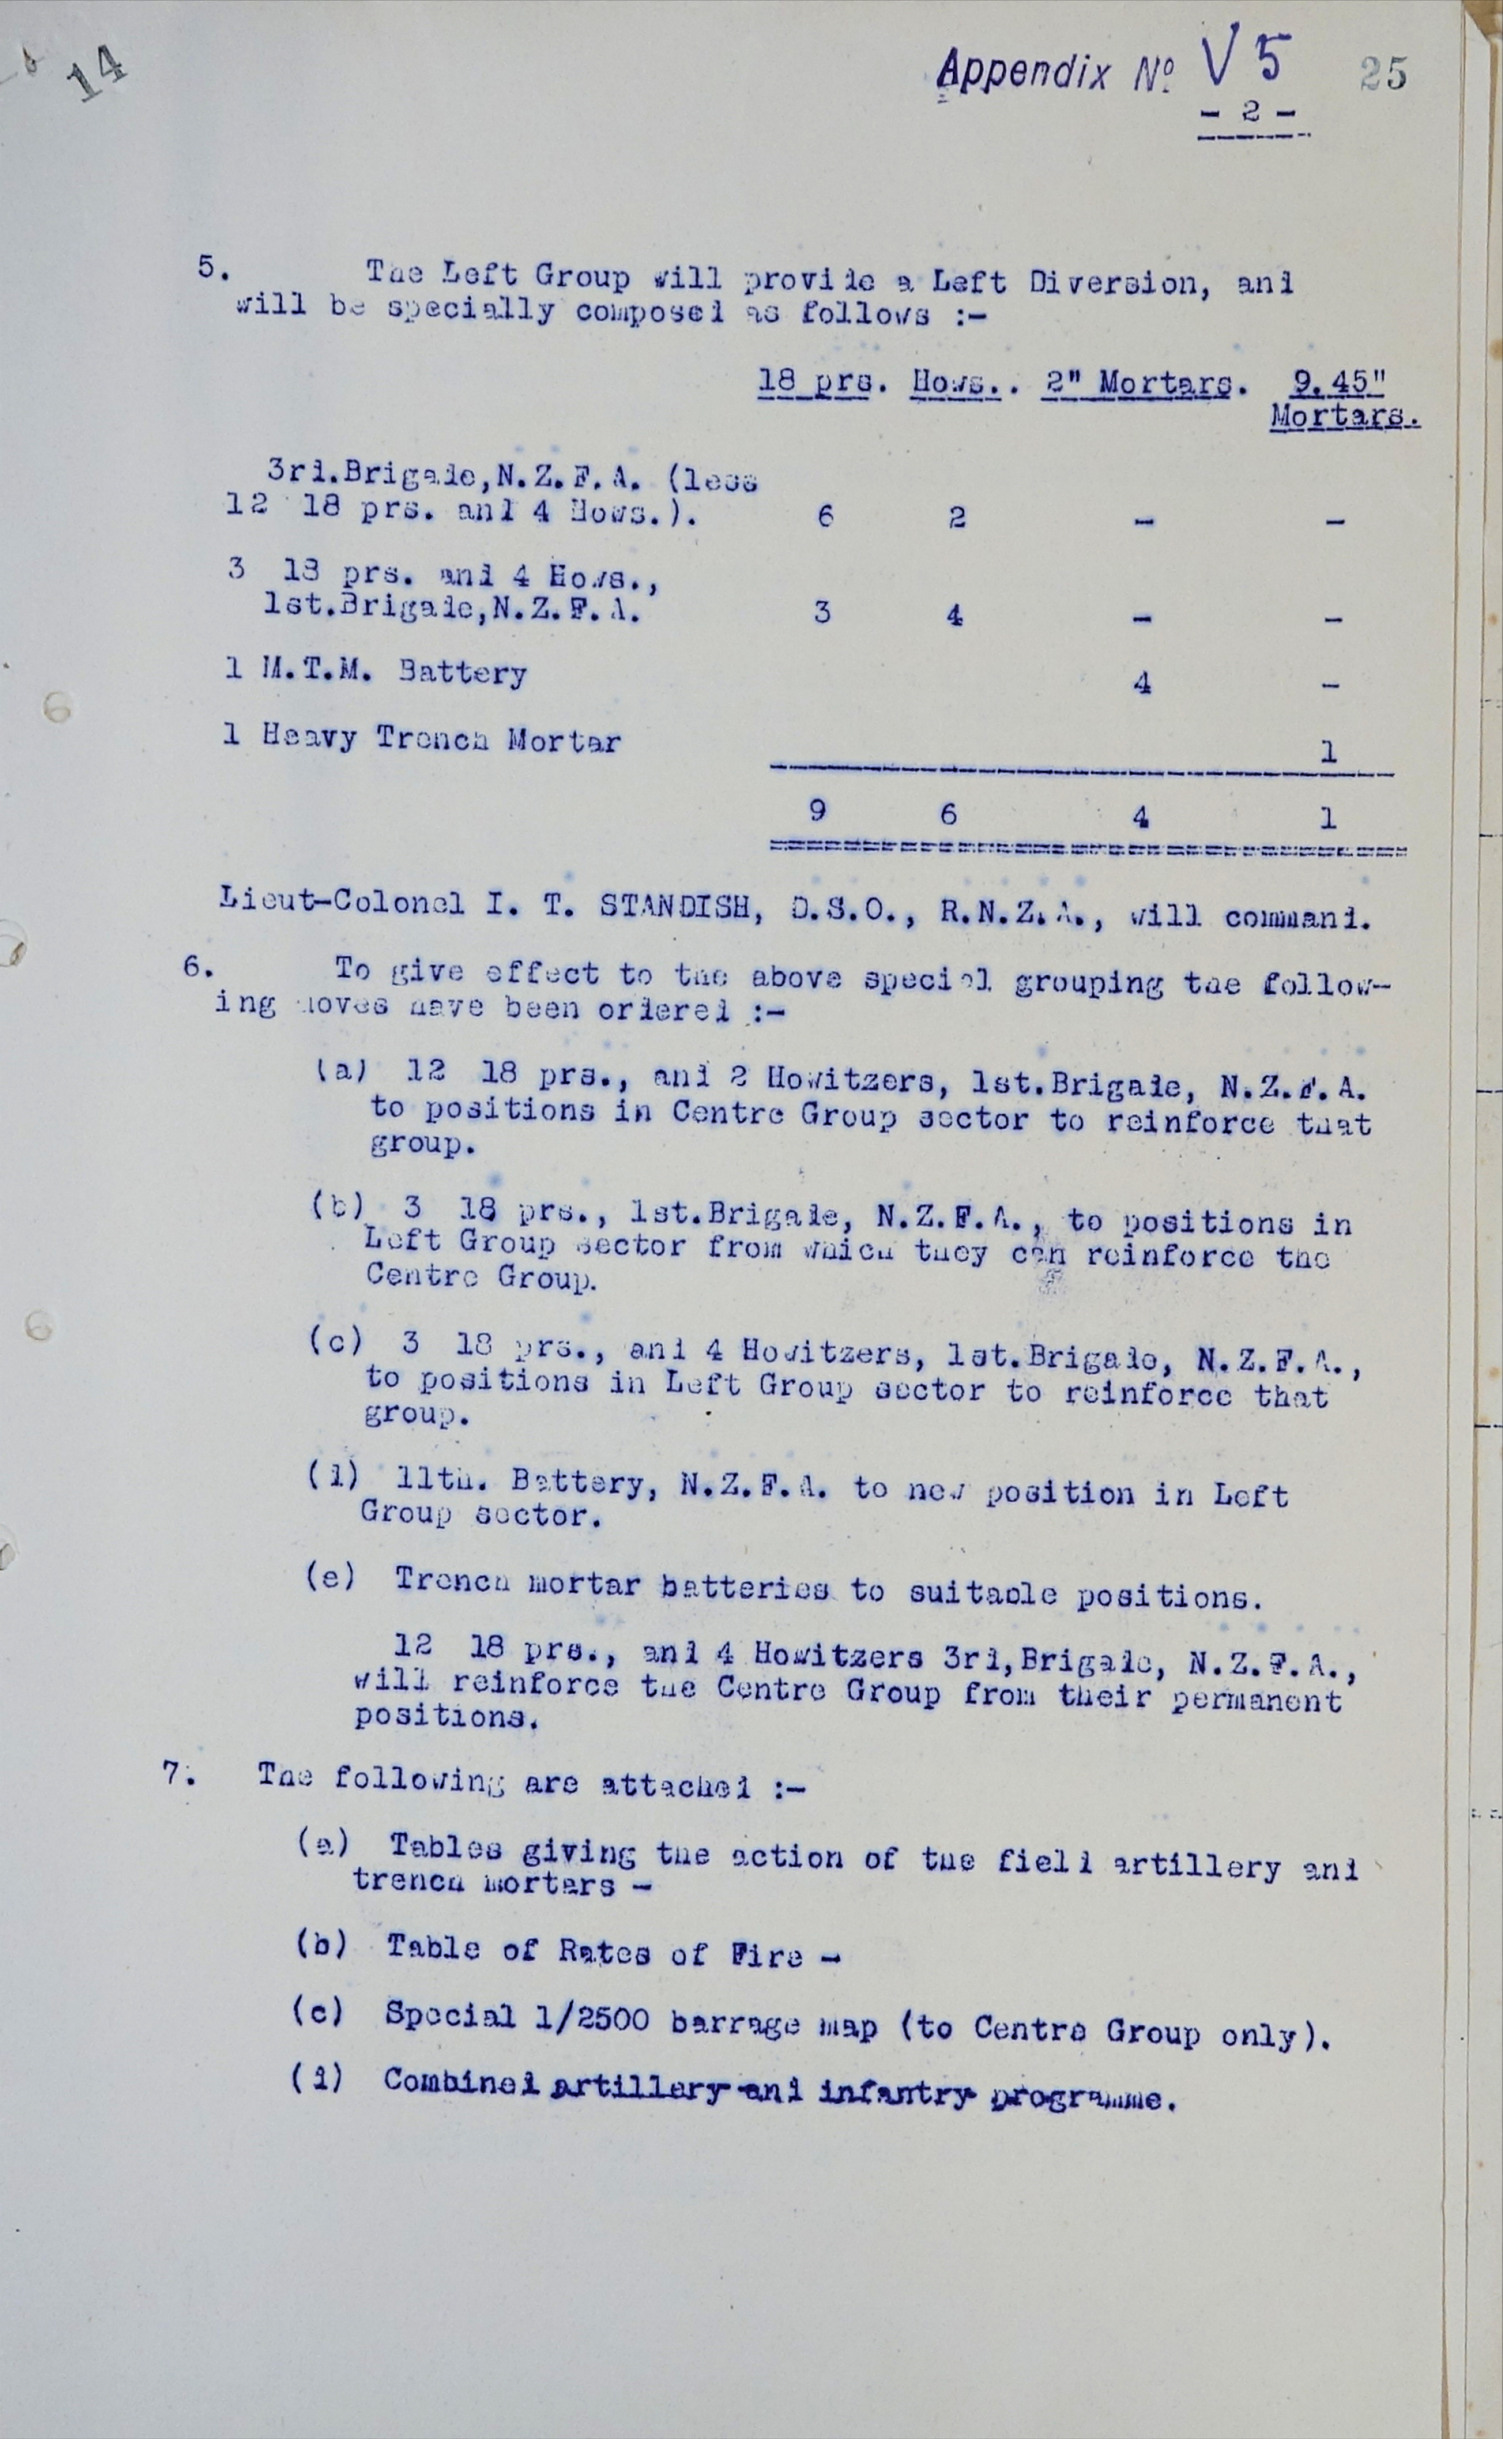 14
Appendix No V5 25
- 2 -
5. The Left Group will provide a Left Diversion, and
will be specially composed as follows :-
18 prs. Hows.. 2" Mortars. 9.45"
Mortars.
3rd.Brigade,N.Z.F.A. (less
12 18 prs. and 4 Hows.). 6 2 - -
3 18 prs. and 4 Hows.,
1st.Brigade,N.Z.F.A. 3 4 - -
1 M.T.M. Battery 4 -
1 Heavy Trench Mortar 1
9 6 4 1
Lieut-Colonel I. T. STANDISH, D.S.O., R.N.Z.A., will command.
6. To give effect to the above special grouping the follow-
ing moves have been ordered :-
(a) 12 18 prs., and 2 Howitzers, 1st.Brigade, N.Z.F.A.
to positions in Centre Group sector to reinforce that
group.
(b) 3 18 prs., 1st.Brigade, N.Z.F.A., to positions in
Left Group sector from which they can reinforce the
Centre Group.
(c) 3 18 prs., and 4 Howitzers, 1st.Brigade, N.Z.F.A.,
to positions in Left Group sector to reinforce that
group.
(d) 11th. Battery, N.Z.F.A. to new position in Left
Group sector.
(e) Trench mortar batteries to suitable positions.
12 18 prs., and 4 Howitzers 3rd,Brigade, N.Z.F.A.,
will reinforce the Centre Group from their permanent
positions.
7. The following are attached :-
(a) Tables giving the action of the field artillery and
trench mortars -
(b) Table of Rates of Fire -
(c) Special 1/2500 barrage map (to Centre Group only).
(d) Combined artillery and infantry programme.